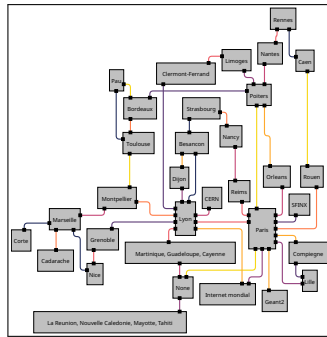 Rennes
Nantes
Limoges
Caen
Clermont-Ferrand
Pau
Poitiers
Bordeaux
Strasbourg
Toulouse
Besancon
Nancy
Dijon
Orleans
Rouen
Montpellier
Reims
CERN
SFINX
Marseille
Lyon
Paris
Corte
Grenoble
Cadarache
Nice
Martinique, Guadeloupe, Cayenne
Compiegne
Lille
None
Internet mondial
Geant2
La Reunion, Nouvelle Caledonie, Mayotte, Tahiti